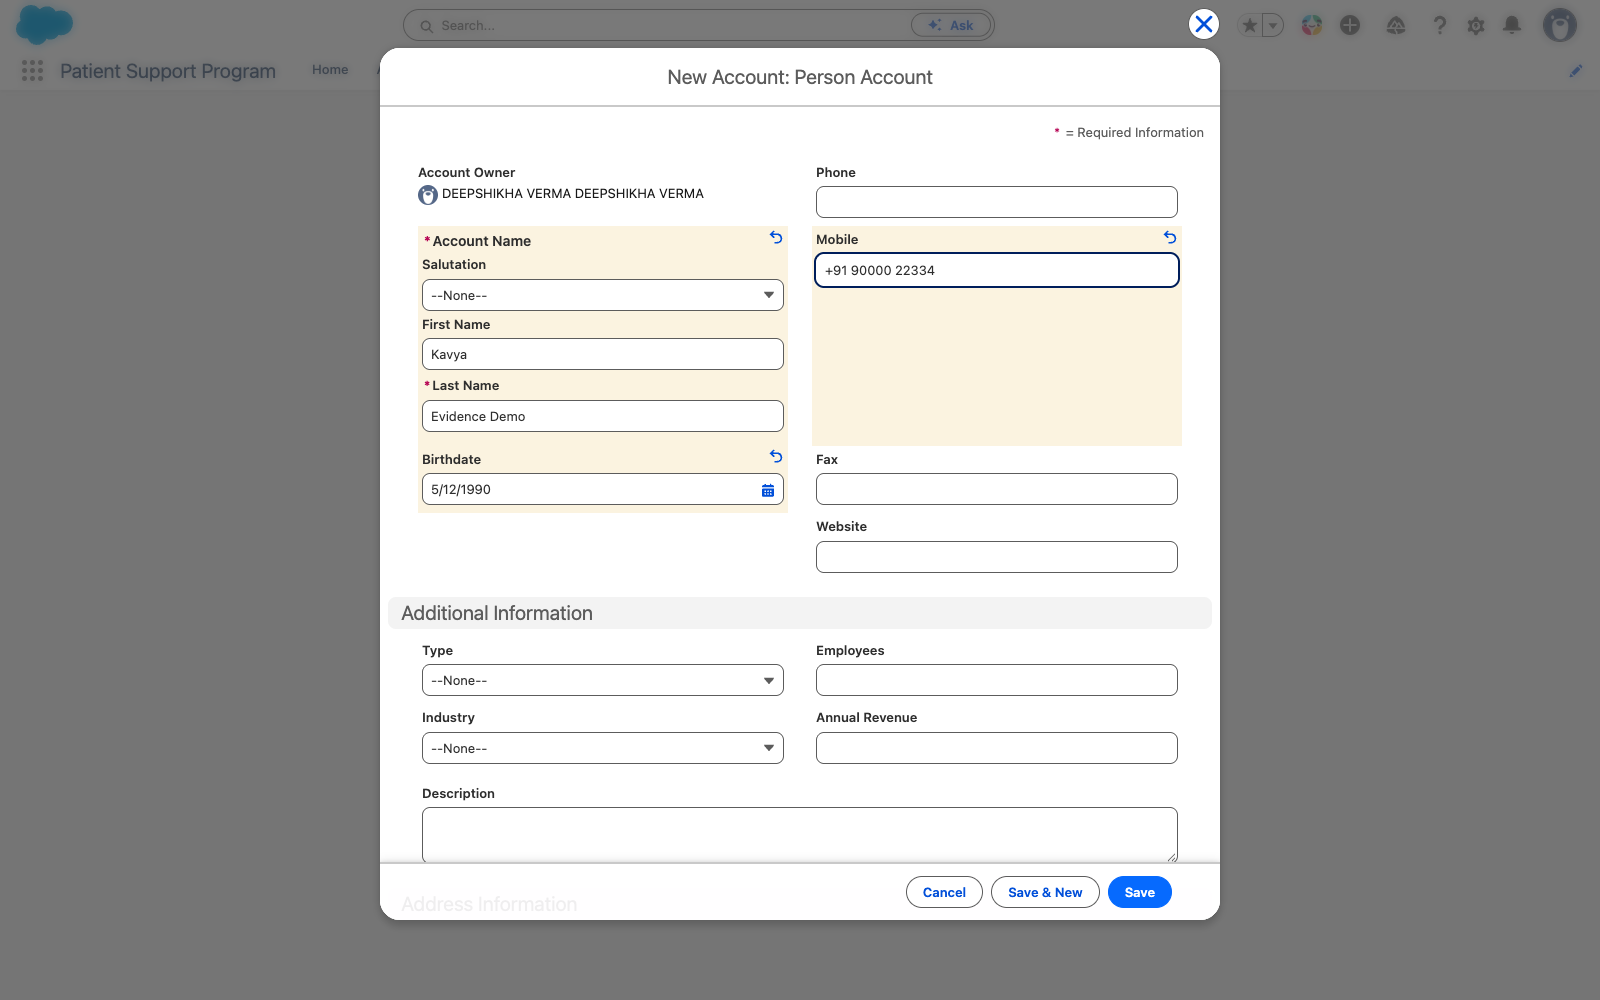 Search...
Ask
Patient Support Program
Home
New Account: Person Account
* = Required Information
Account Owner
DEEPSHIKHA VERMA DEEPSHIKHA VERMA
Phone
*Account Name
Salutation
--None--
First Name
Kavya
*Last Name
Evidence Demo
Mobile
+91 90000 22334
Birthdate
5/12/1990
Fax
Website
Additional Information
Type
--None--
Employees
Industry
--None--
Annual Revenue
Description
Address Information
Cancel
Save & New
Save